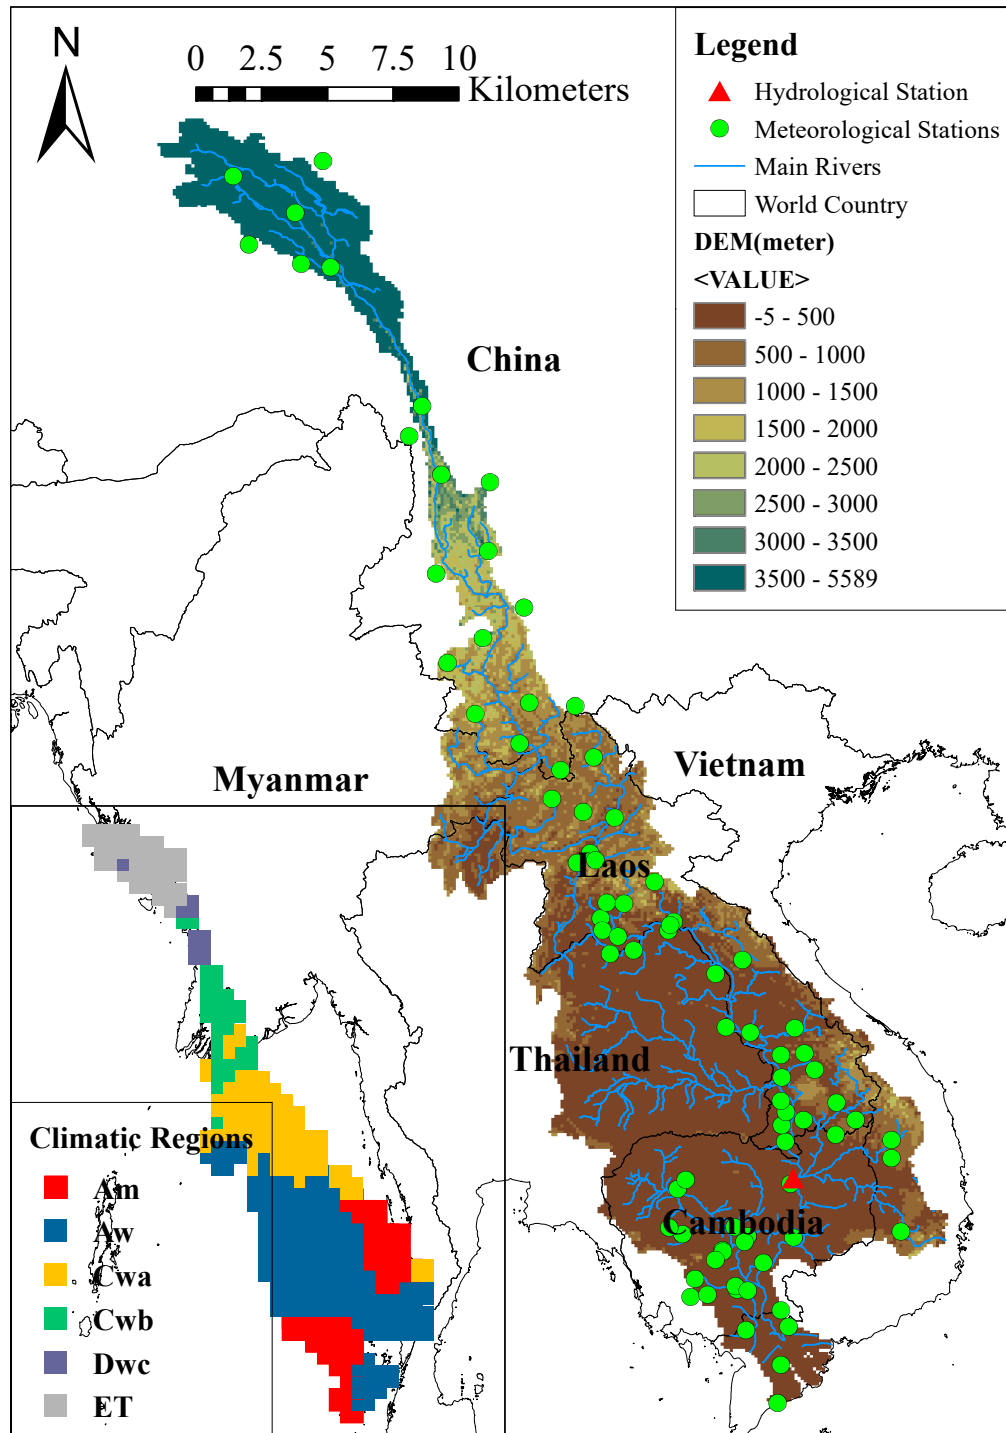 N
0 2.5 5 7.5 10
Kilometers
Legend
Hydrological Station
Meteorological Stations
Main Rivers
World Country
DEM(meter)
<VALUE>
-5 - 500
500 - 1000
1000 - 1500
1500 - 2000
2000 - 2500
2500 - 3000
3000 - 3500
3500 - 5589
China
Vietnam
Myanmar
Laos
Thailand
Cambodia
Climatic Regions
Am
Aw
Cwa
Cwb
Dwc
ET